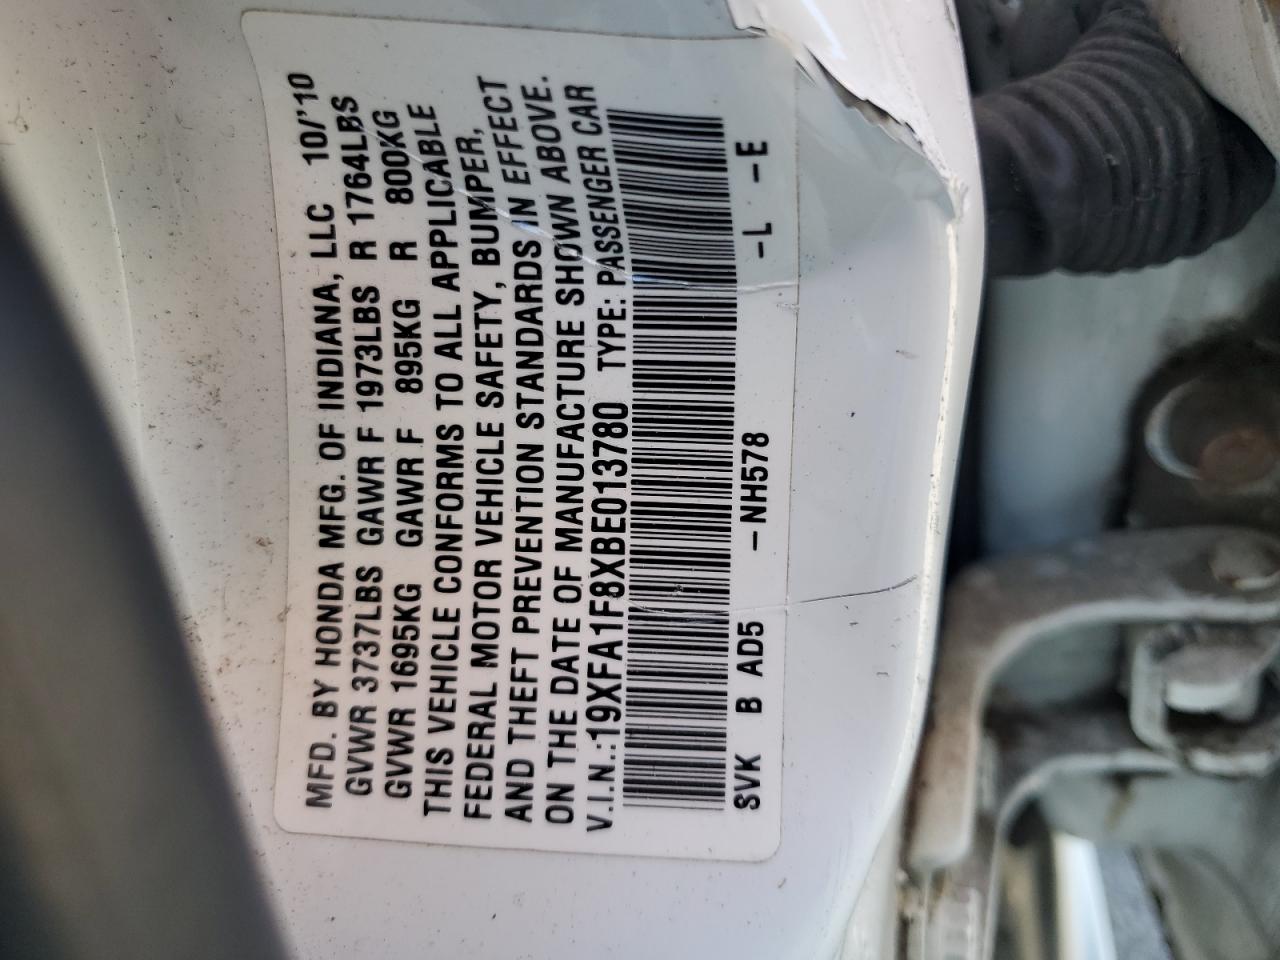 MFD. BY HONDA MFG. OF INDIANA, LLC 10/'10
GVWR 3737LBS GAWR F 1973LBS R 1764LBS
GVWR 1695KG GAWR F 895KG R 800KG
THIS VEHICLE CONFORMS TO ALL APPLICABLE
FEDERAL MOTOR VEHICLE SAFETY, BUMPER,
AND THEFT PREVENTION STANDARDS IN EFFECT
ON THE DATE OF MANUFACTURE SHOWN ABOVE.
V.I.N.:19XFA1F8XBE013780 TYPE: PASSENGER CAR
SVK B AD5 -NH578 -L -E